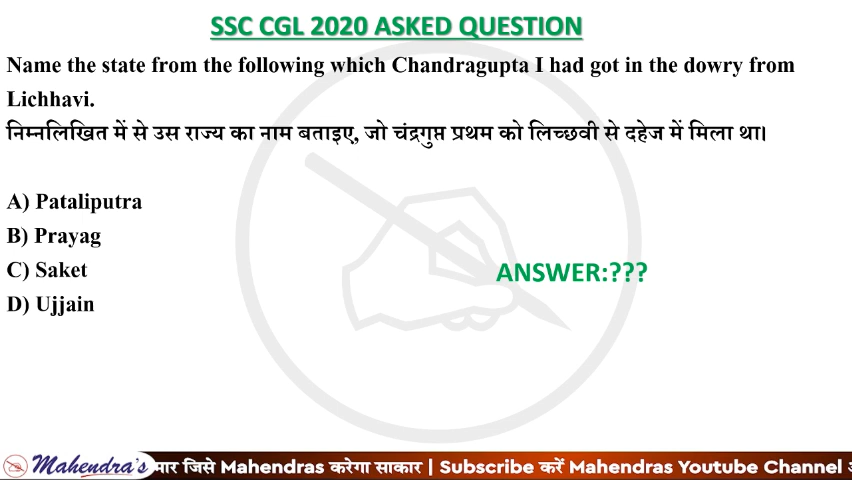 SSC CGL 2020 ASKED QUESTION
Name the state from the following which Chandragupta I had got in the dowry from
Lichhavi.
निम्नलिखित में से उस राज्य का नाम बताइए, जो चंद्रगुप्त प्रथम को लिच्छवी से दहेज में मिला था।
A) Pataliputra
B) Prayag
C) Saket
D) Ujjain
ANSWER:???
Mahendra's मार जिसे Mahendras करेगा साकार | Subscribe करें Mahendras Youtube Channel